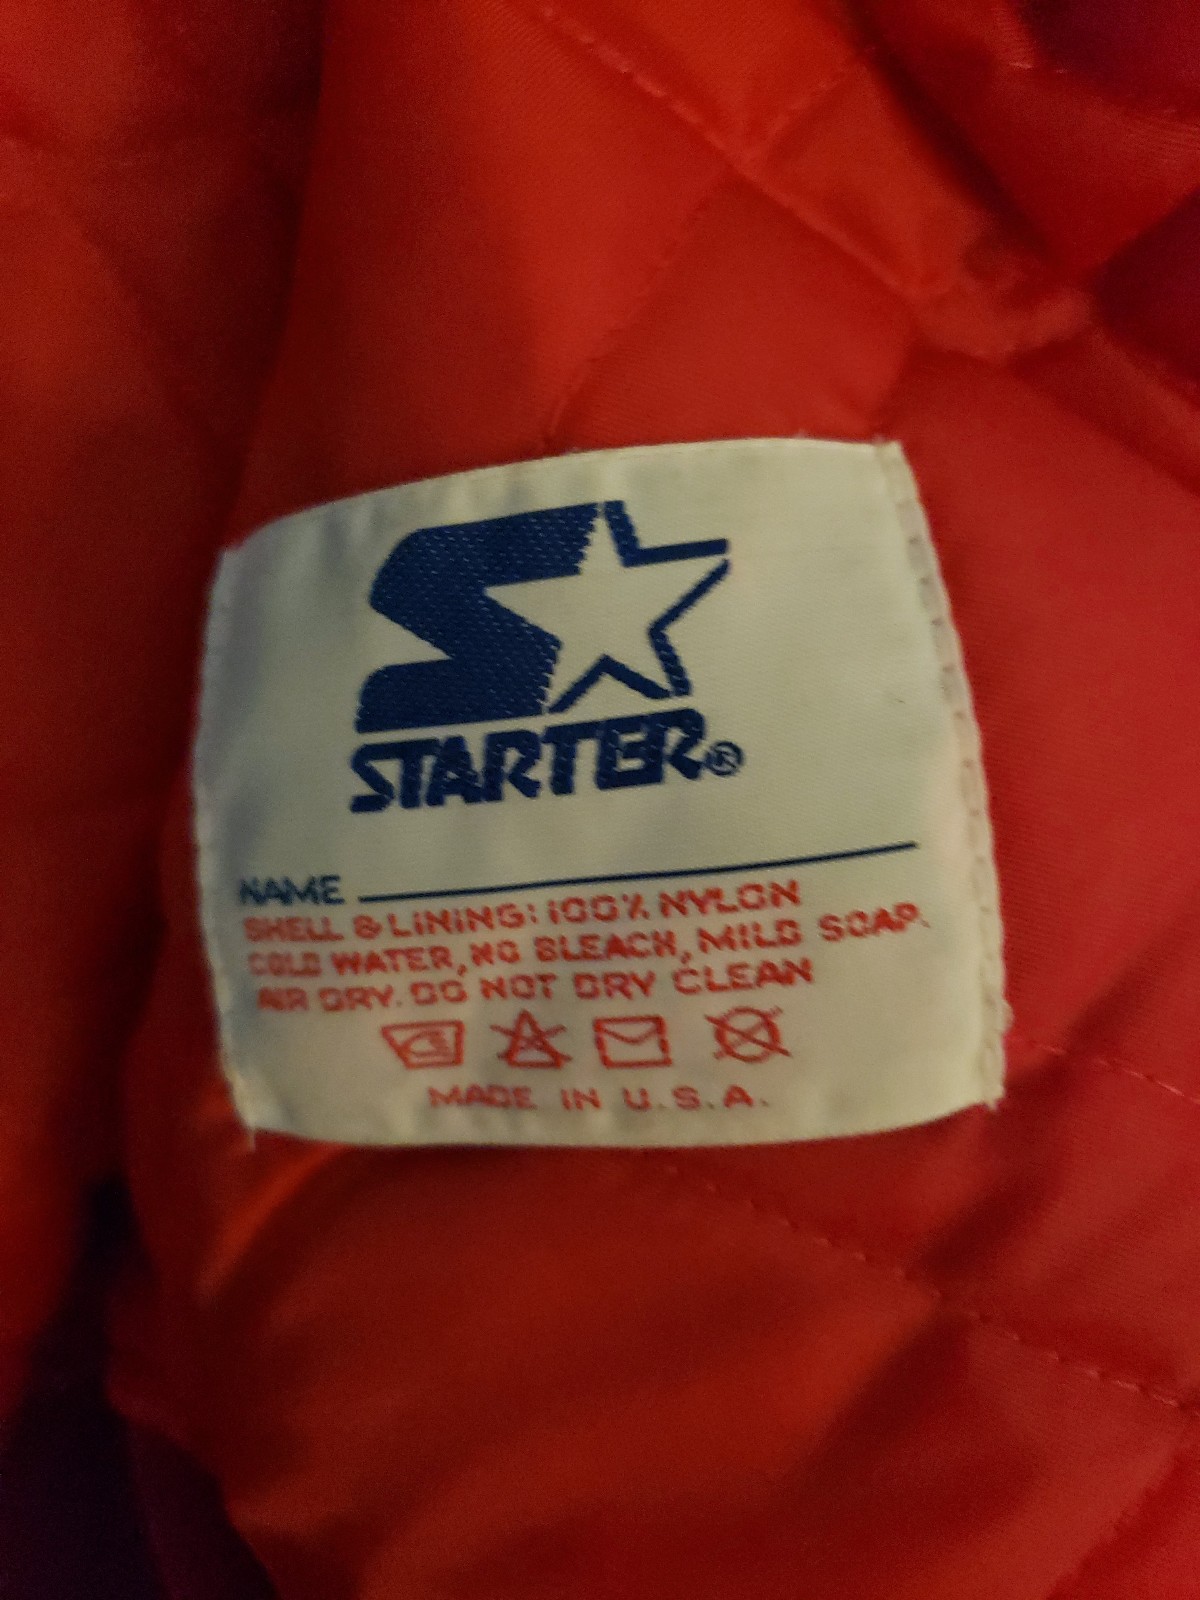 STARTER®
NAME
SHELL & LINING: 100% NYLON
COLD WATER, NO BLEACH, MILD SOAP.
AIR DRY. DO NOT DRY CLEAN
MADE IN U.S.A.